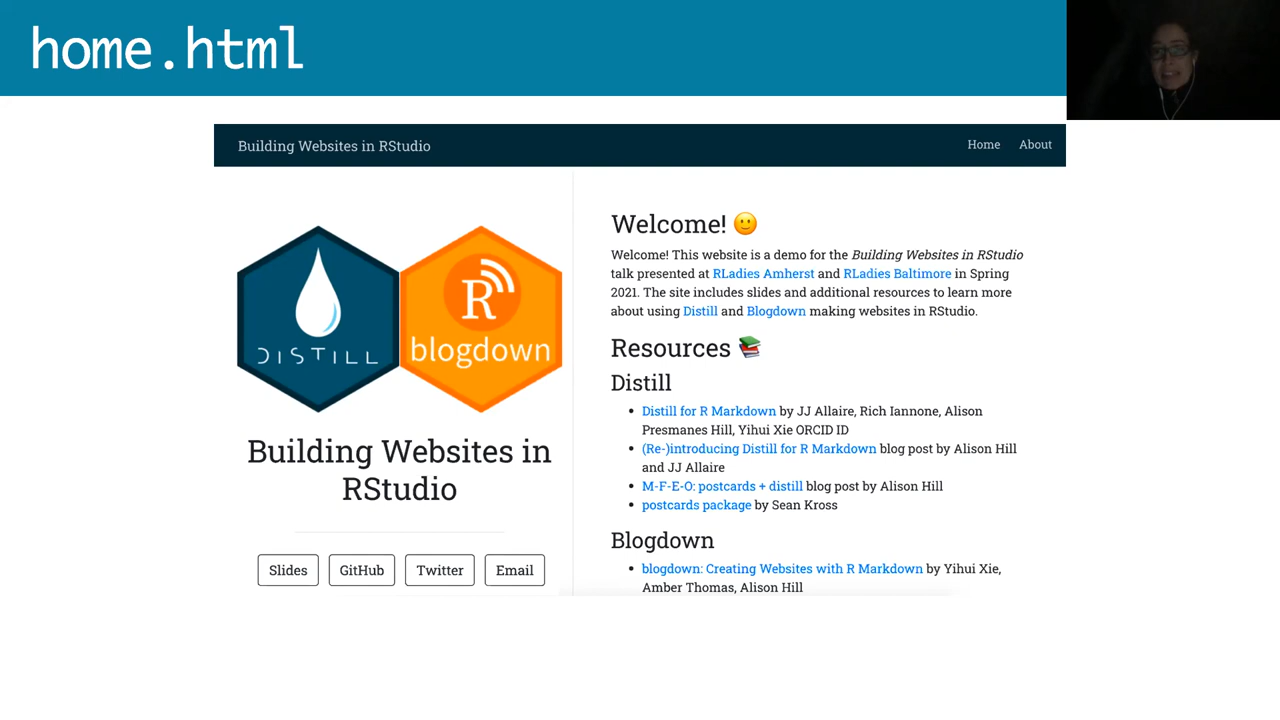 home.html
Building Websites in RStudio
Home
About
DISTILL
R
blogdown
Building Websites in
RStudio
Slides
GitHub
Twitter
Email
Welcome! 🙂
Welcome! This website is a demo for the Building Websites in RStudio
talk presented at RLadies Amherst and RLadies Baltimore in Spring
2021. The site includes slides and additional resources to learn more
about using Distill and Blogdown making websites in RStudio.
Resources 📚
Distill
• Distill for R Markdown by JJ Allaire, Rich Iannone, Alison
Presmanes Hill, Yihui Xie ORCID ID
• (Re-)introducing Distill for R Markdown blog post by Alison Hill
and JJ Allaire
• M-F-E-O: postcards + distill blog post by Alison Hill
• postcards package by Sean Kross
Blogdown
• blogdown: Creating Websites with R Markdown by Yihui Xie,
Amber Thomas, Alison Hill